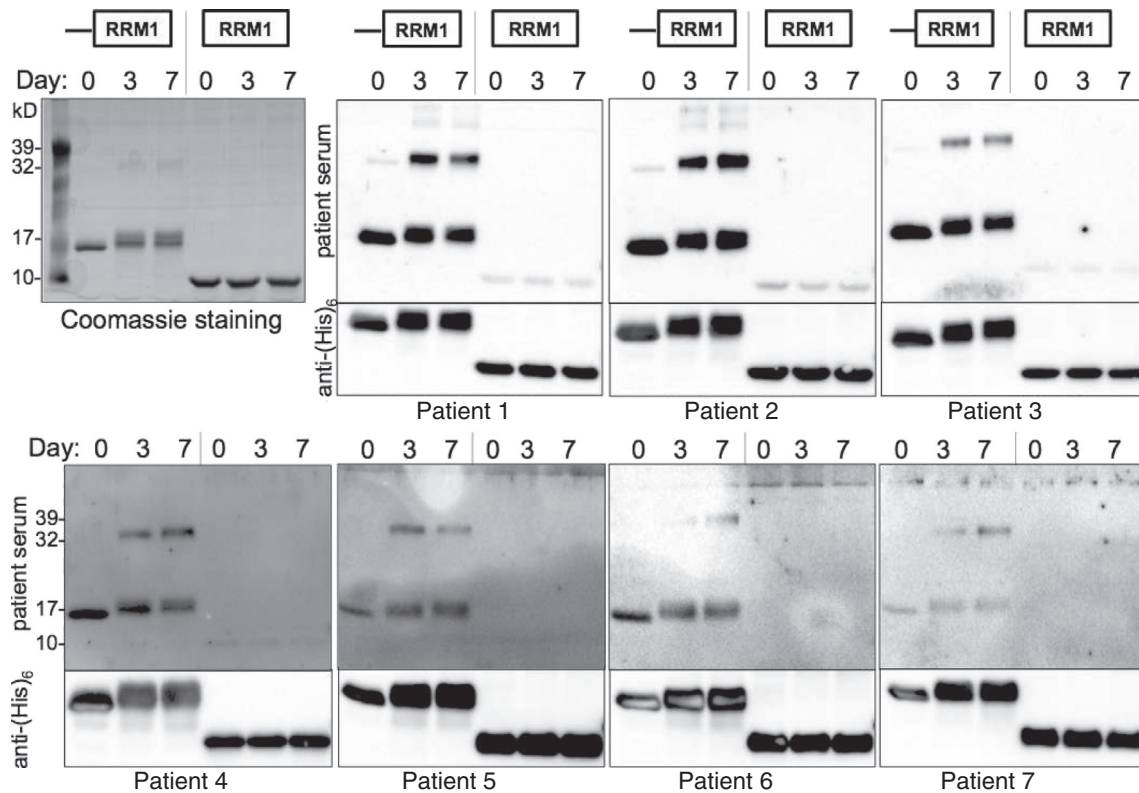 RRM1 RRM1 RRM1 RRM1 RRM1 RRM1 RRM1 RRM1
Day: 0 3 7 0 3 7 0 3 7 0 3 7 0 3 7 0 3 7 0 3 7 0 3 7
kD
39
32
17
10
Coomassie staining
patient serum
anti-(His)6
Patient 1 Patient 2 Patient 3
Day: 0 3 7 0 3 7 0 3 7 0 3 7 0 3 7 0 3 7 0 3 7 0 3 7
39
32
17
10
patient serum
anti-(His)6
Patient 4 Patient 5 Patient 6 Patient 7